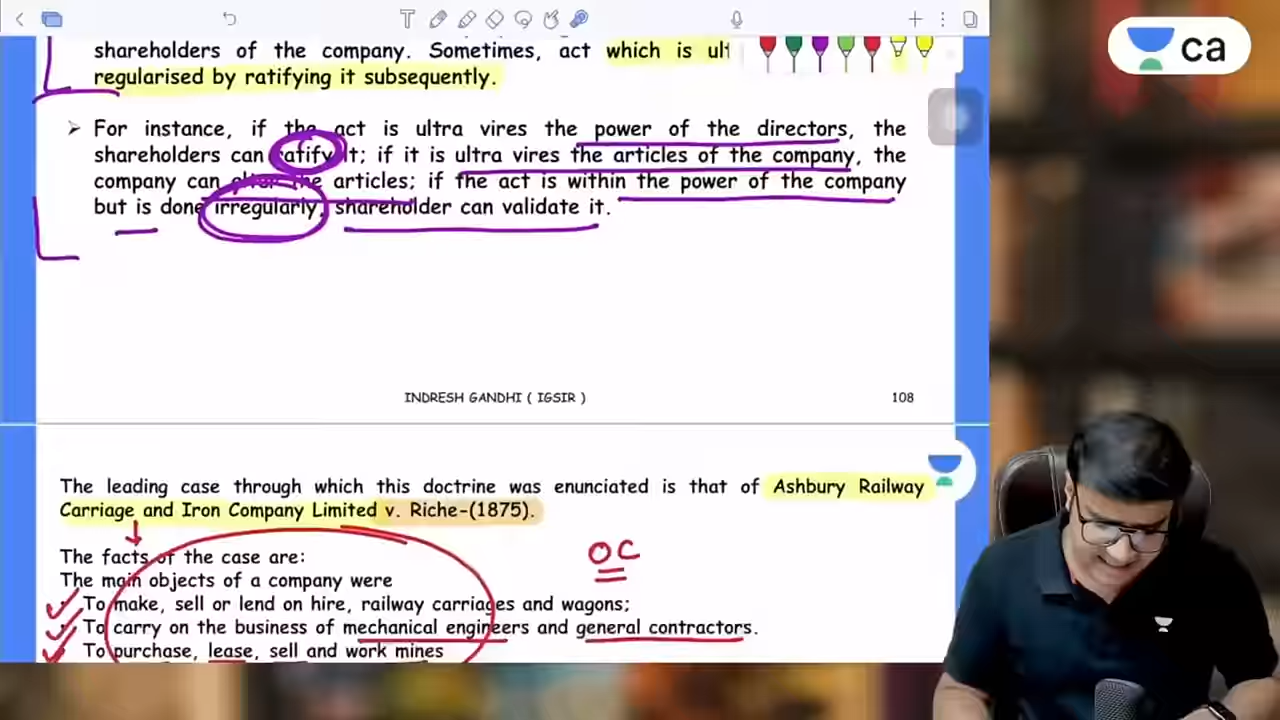 ca
shareholders of the company. Sometimes, act which is ult
regularised by ratifying it subsequently.
➤ For instance, if the act is ultra vires the power of the directors, the
shareholders can ratify it; if it is ultra vires the articles of the company, the
company can alter the articles; if the act is within the power of the company
but is done irregularly, shareholder can validate it.
INDRESH GANDHI ( IGSIR ) 108
The leading case through which this doctrine was enunciated is that of Ashbury Railway
Carriage and Iron Company Limited v. Riche-(1875).
OC
The facts of the case are:
The main objects of a company were
To make, sell or lend on hire, railway carriages and wagons;
To carry on the business of mechanical engineers and general contractors.
To purchase, lease, sell and work mines